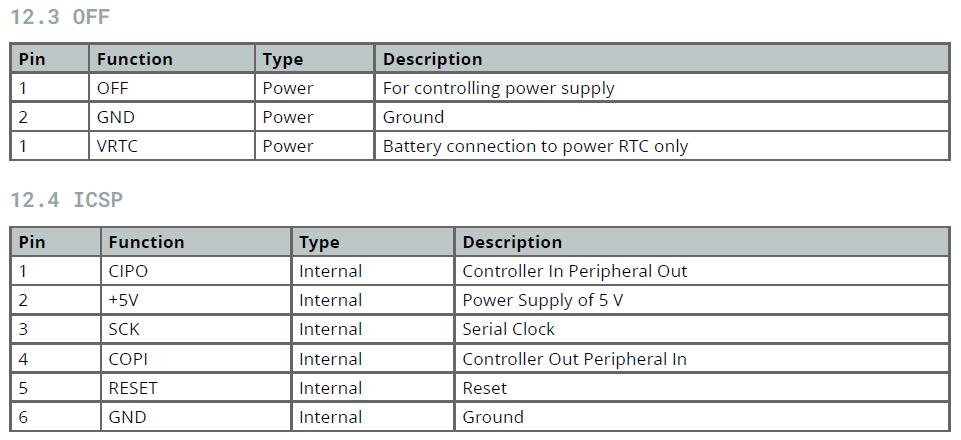 12.3 OFF
Pin Function Type Description
1 OFF Power For controlling power supply
2 GND Power Ground
1 VRTC Power Battery connection to power RTC only
12.4 ICSP
Pin Function Type Description
1 CIPO Internal Controller In Peripheral Out
2 +5V Internal Power Supply of 5 V
3 SCK Internal Serial Clock
4 COPI Internal Controller Out Peripheral In
5 RESET Internal Reset
6 GND Internal Ground